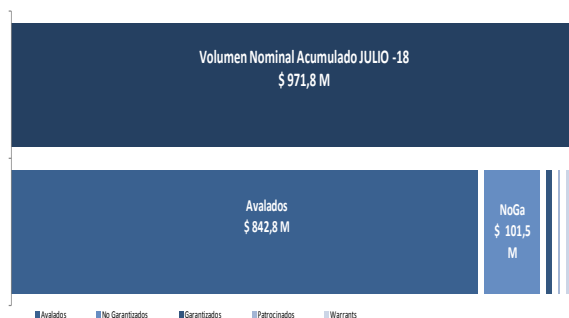 Volumen Nominal Acumulado JULIO -18
$ 971,8 M
Avalados
$ 842,8 M
NoGa
$ 101,5
M
Avalados No Garantizados Garantizados Patrocinados Warrants